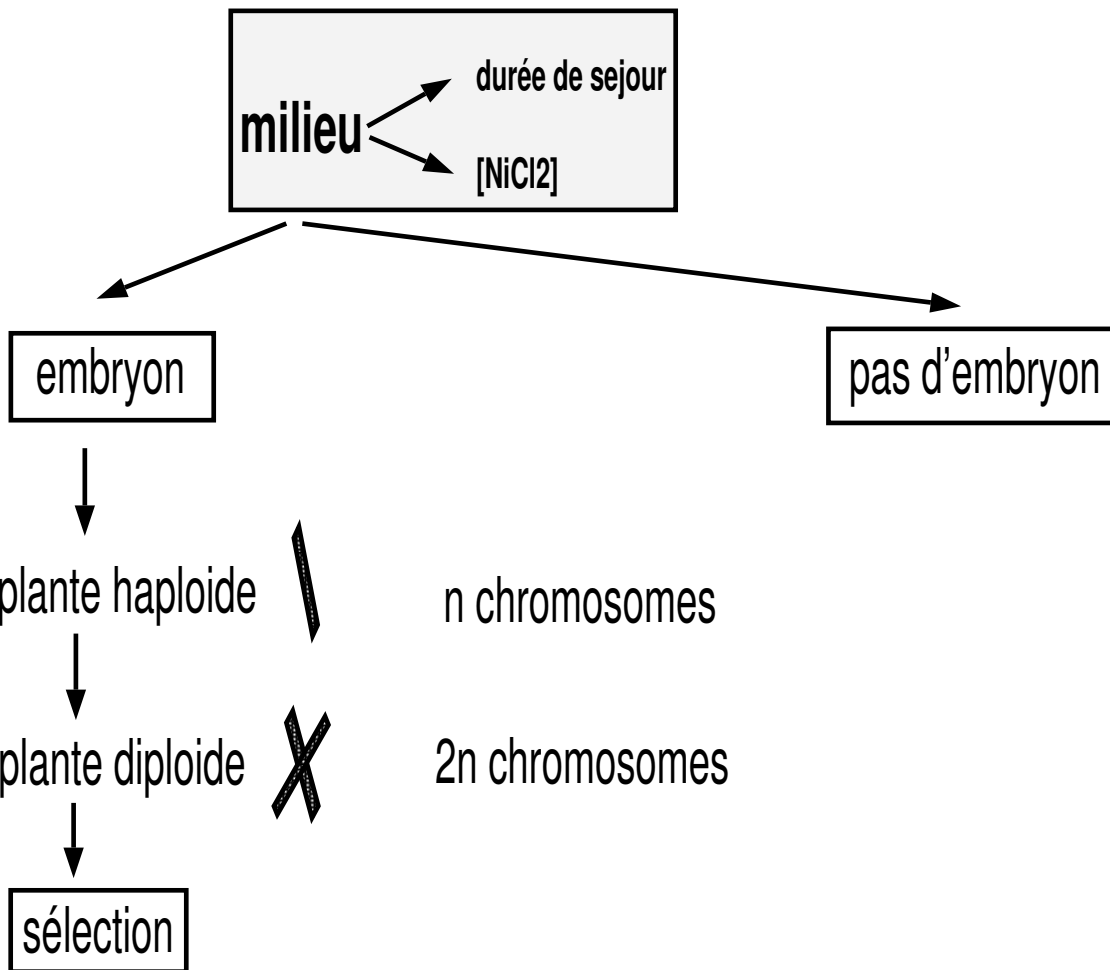 durée de sejour
milieu
[NiCl2]
embryon
pas d'embryon
plante haploide
n chromosomes
plante diploide
2n chromosomes
sélection